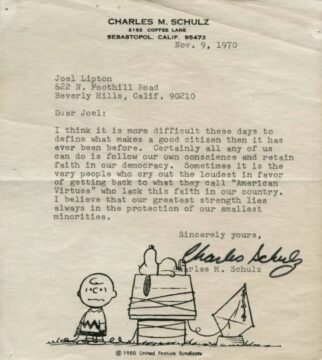 CHARLES M. SCHULZ
2162 COFFEE LANE
SEBASTOPOL, CALIF. 95472
Nov. 9, 1970
Joel Lipton
622 N. Foothill Road
Beverly Hills, Calif. 90210
Dear Joel:
I think it is more difficult these days to
define what makes a good citizen then it has
ever been before. Certainly all any of us
can do is follow our own conscience and retain
faith in our democracy. Sometimes it is the
very people who cry out the loudest in favor
of getting back to what they call "American
Virtues" who lack this faith in our country.
I believe that our greatest strength lies
always in the protection of our smallest
minorities.
Sincerely yours,
Charles Schulz
Charles M. Schulz
© 1950 United Feature Syndicate